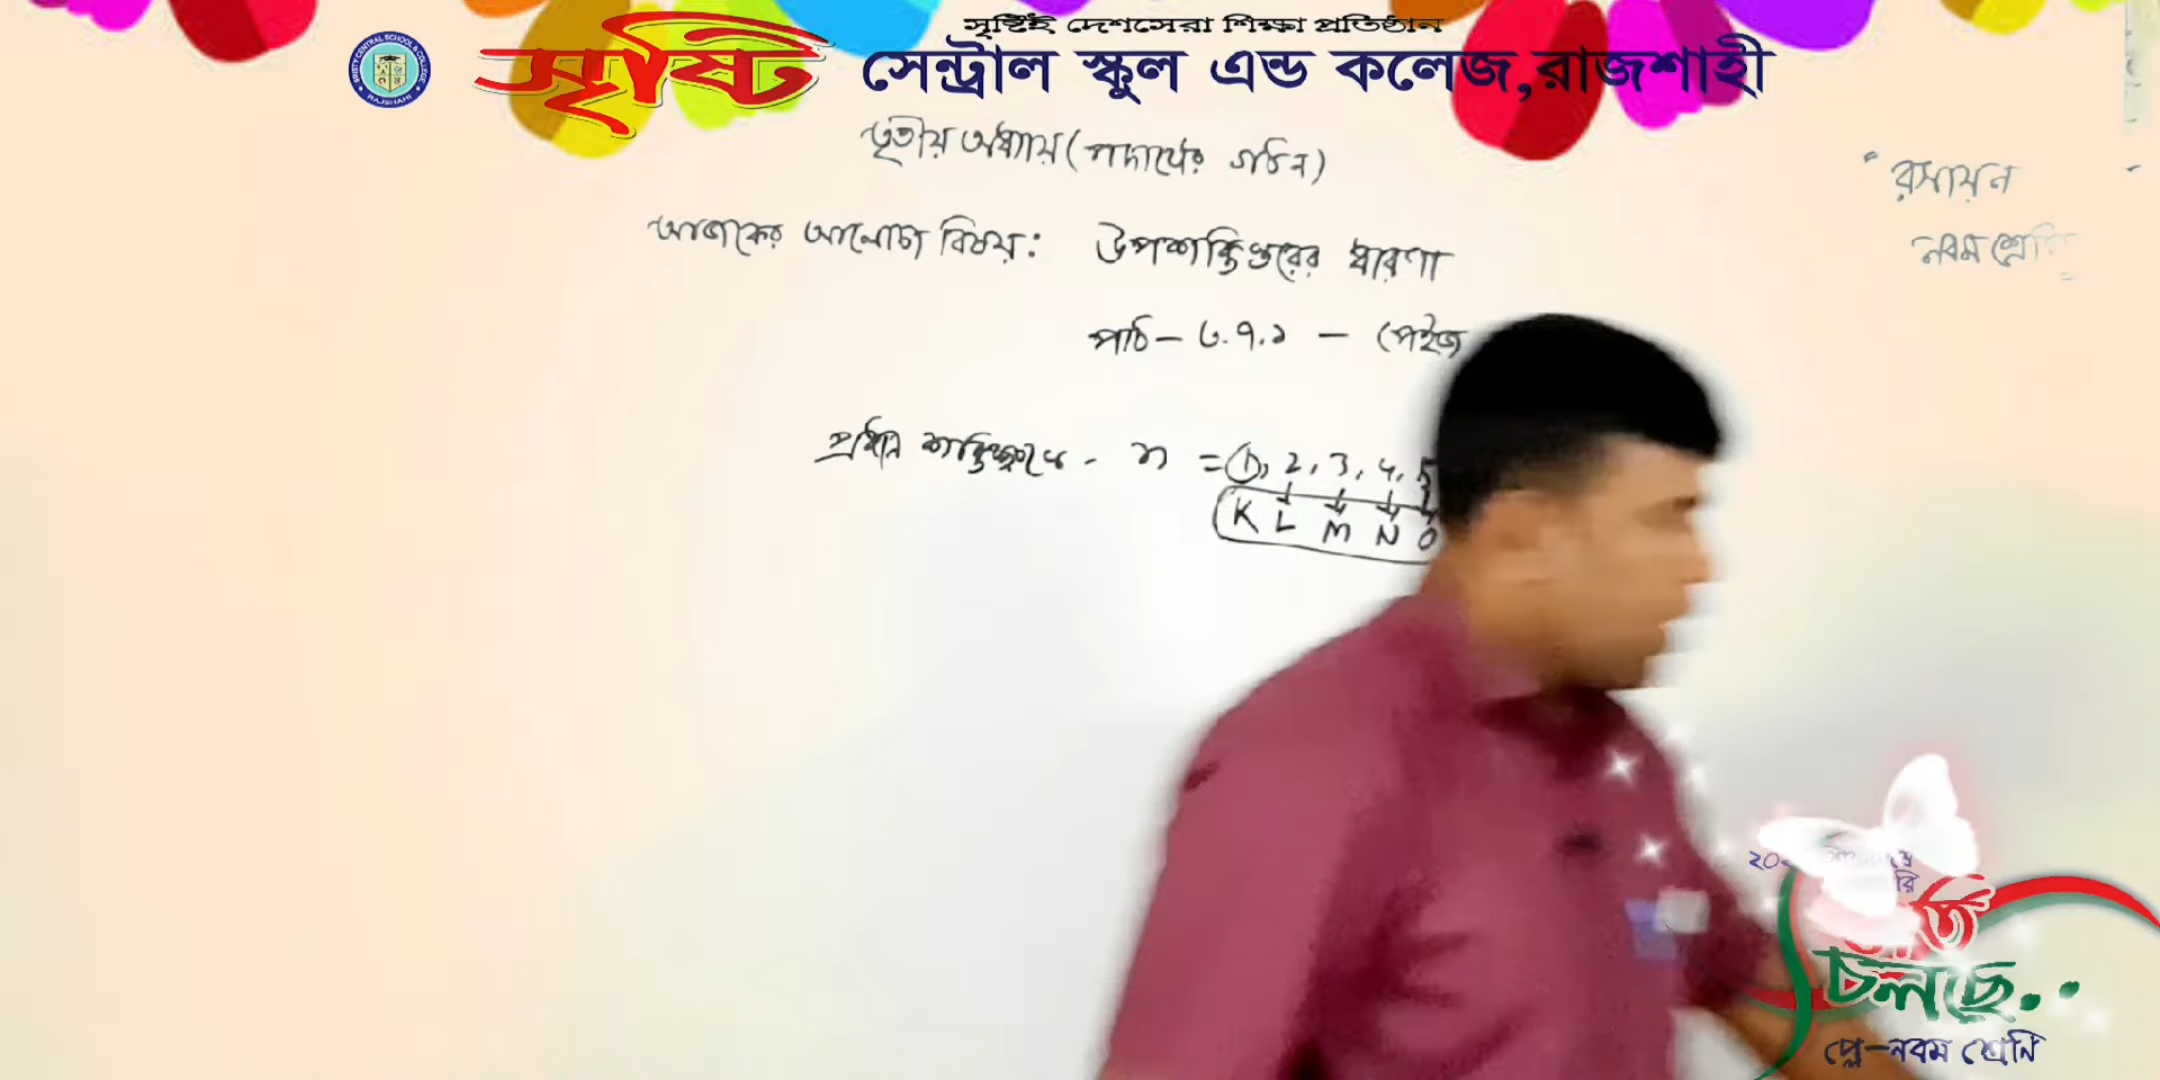 সৃষ্টিই দেশসেরা শিক্ষা প্রতিষ্ঠান
সৃষ্টি সেন্ট্রাল স্কুল এন্ড কলেজ,রাজশাহী
তৃতীয় অধ্যায় (পদার্থের গঠন)
রসায়ন
নবম শ্রেণি
আজকের আলোচ্য বিষয়: উপশক্তিস্তরের ধারণা
পাঠ - ৩.৭.১ - পেইজ
প্রধান শক্তিস্তরে - n = 1, 2, 3, 4, 5
K L M N O
চলছে..
প্লে-নবম শ্রেনি